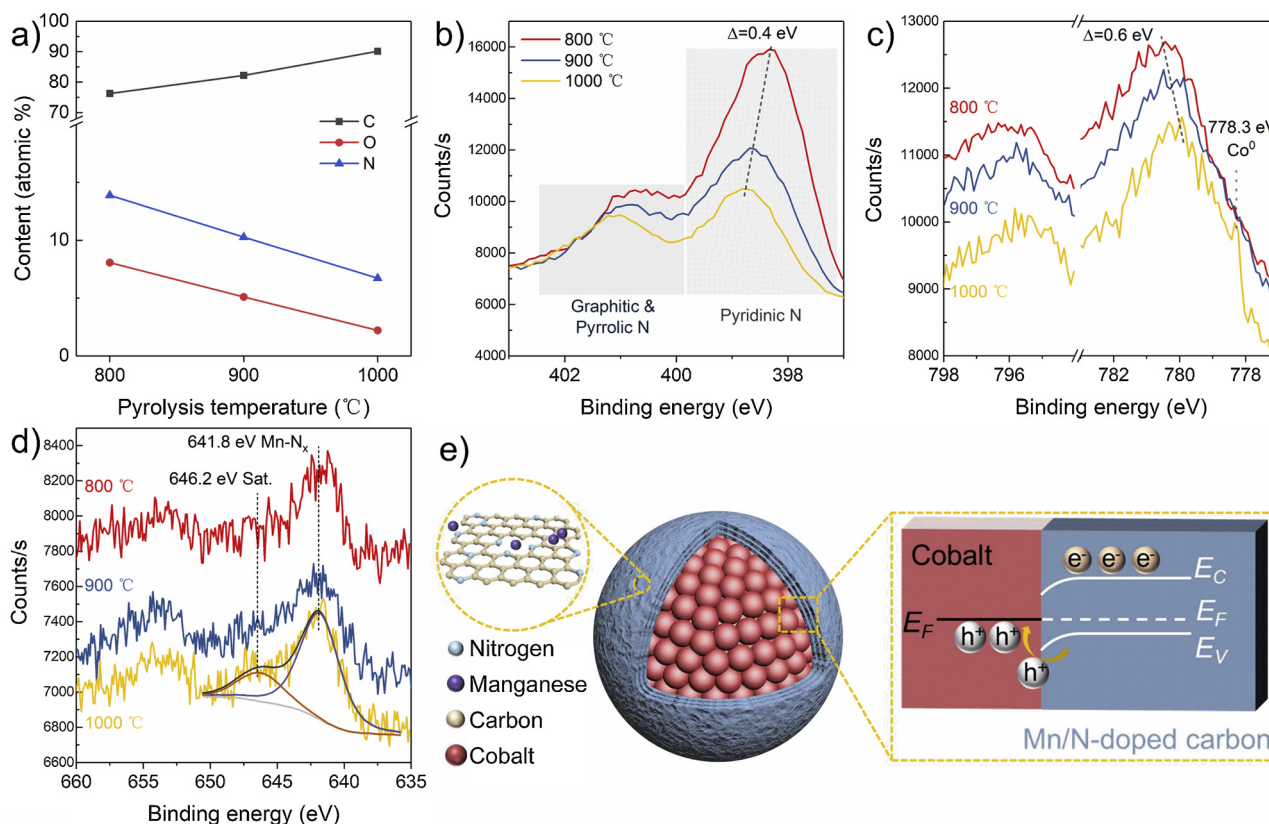 a)
Content (atomic %)
100
90
80
70
10
0
C
O
N
800 900 1000
Pyrolysis temperature (℃)
b)
Counts/s
16000
14000
12000
10000
8000
6000
4000
800 ℃
900 ℃
1000 ℃
Δ=0.4 eV
Graphitic &
Pyrrolic N
Pyridinic N
402 400 398
Binding energy (eV)
c)
Counts/s
13000
12000
11000
10000
9000
8000
Δ=0.6 eV
800 ℃
900 ℃
1000 ℃
778.3 eV
Co⁰
798 796 782 780 778
Binding energy (eV)
d)
Counts/s
8400
8200
8000
7800
7600
7400
7200
7000
6800
6600
641.8 eV Mn-Nₓ
646.2 eV Sat.
800 ℃
900 ℃
1000 ℃
660 655 650 645 640 635
Binding energy (eV)
e)
Nitrogen
Manganese
Carbon
Cobalt
Cobalt
e⁻ e⁻ e⁻
E_C
E_F
E_F
E_V
h⁺ h⁺
h⁺
Mn/N-doped carbon